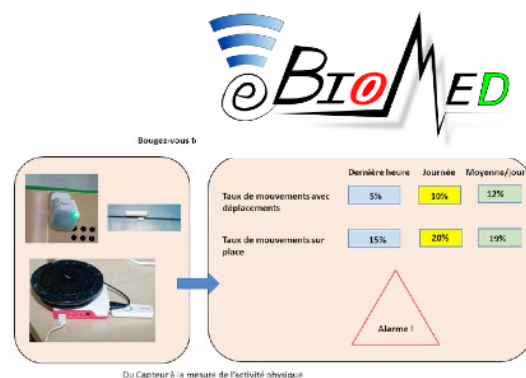 eBIOMED
Bougez-vous b
Dernière heure Journée Moyenne/jour
Taux de mouvements avec déplacements
5% 10% 12%
Taux de mouvements sur place
15% 20% 19%
Alarme !
Du Capteur à la mesure de l'activité physique